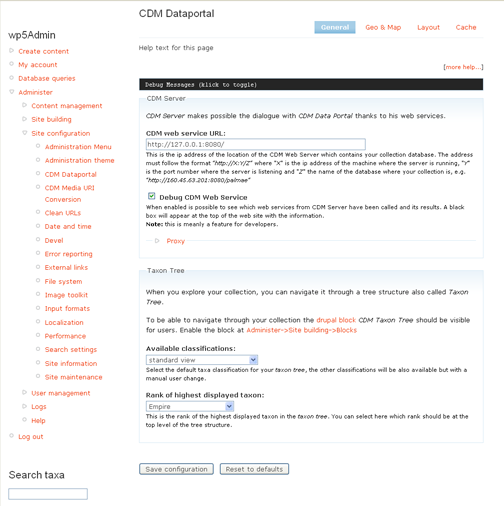 CDM Dataportal
wp5Admin
Create content
My account
Database queries
Administer
Content management
Site building
Site configuration
Administration Menu
Administration theme
CDM Dataportal
CDM Media URI
Conversion
Clean URLs
Date and time
Devel
Error reporting
External links
File system
Image toolkit
Input formats
Localization
Performance
Search settings
Site information
Site maintenance
User management
Logs
Help
Log out
Search taxa
General
Geo & Map
Layout
Cache
Help text for this page
[more help...]
Debug Messages (klick to toggle)
CDM Server
CDM Server makes possible the dialogue with CDM Data Portal thanks to his web services.
CDM web service URL:
http://127.0.0.1:8080/
This is the ip address of the location of the CDM Web Server which contains your collection database. The address
must follow the format "http://X:Y/Z" where "X" is the ip address of the machine where the server is running, "Y"
is the port number where the server is listening and "Z" the name of the database where your collection is, e.g.
"http://160.45.63.201:8080/palmae"
Debug CDM Web Service
When enabled is possible to see which web services from CDM Server have been called and its results. A black
box will appear at the top of the web site with the information.
Note: this is meanly a feature for developers.
Proxy
Taxon Tree
When you explore your collection, you can navigate it through a tree structure also called Taxon
Tree.
To be able to navigate through your collection the drupal block CDM Taxon Tree should be visible
for users. Enable the block at Administer->Site building->Blocks
Available classifications:
standard view
Select the default taxa classification for your taxon tree, the other classifications will be also available but with a
manual user change.
Rank of highest displayed taxon:
Empire
This is the rank of the highest displayed taxon in the taxon tree. You can select here which rank should be at the
top level of the tree structure.
Save configuration
Reset to defaults